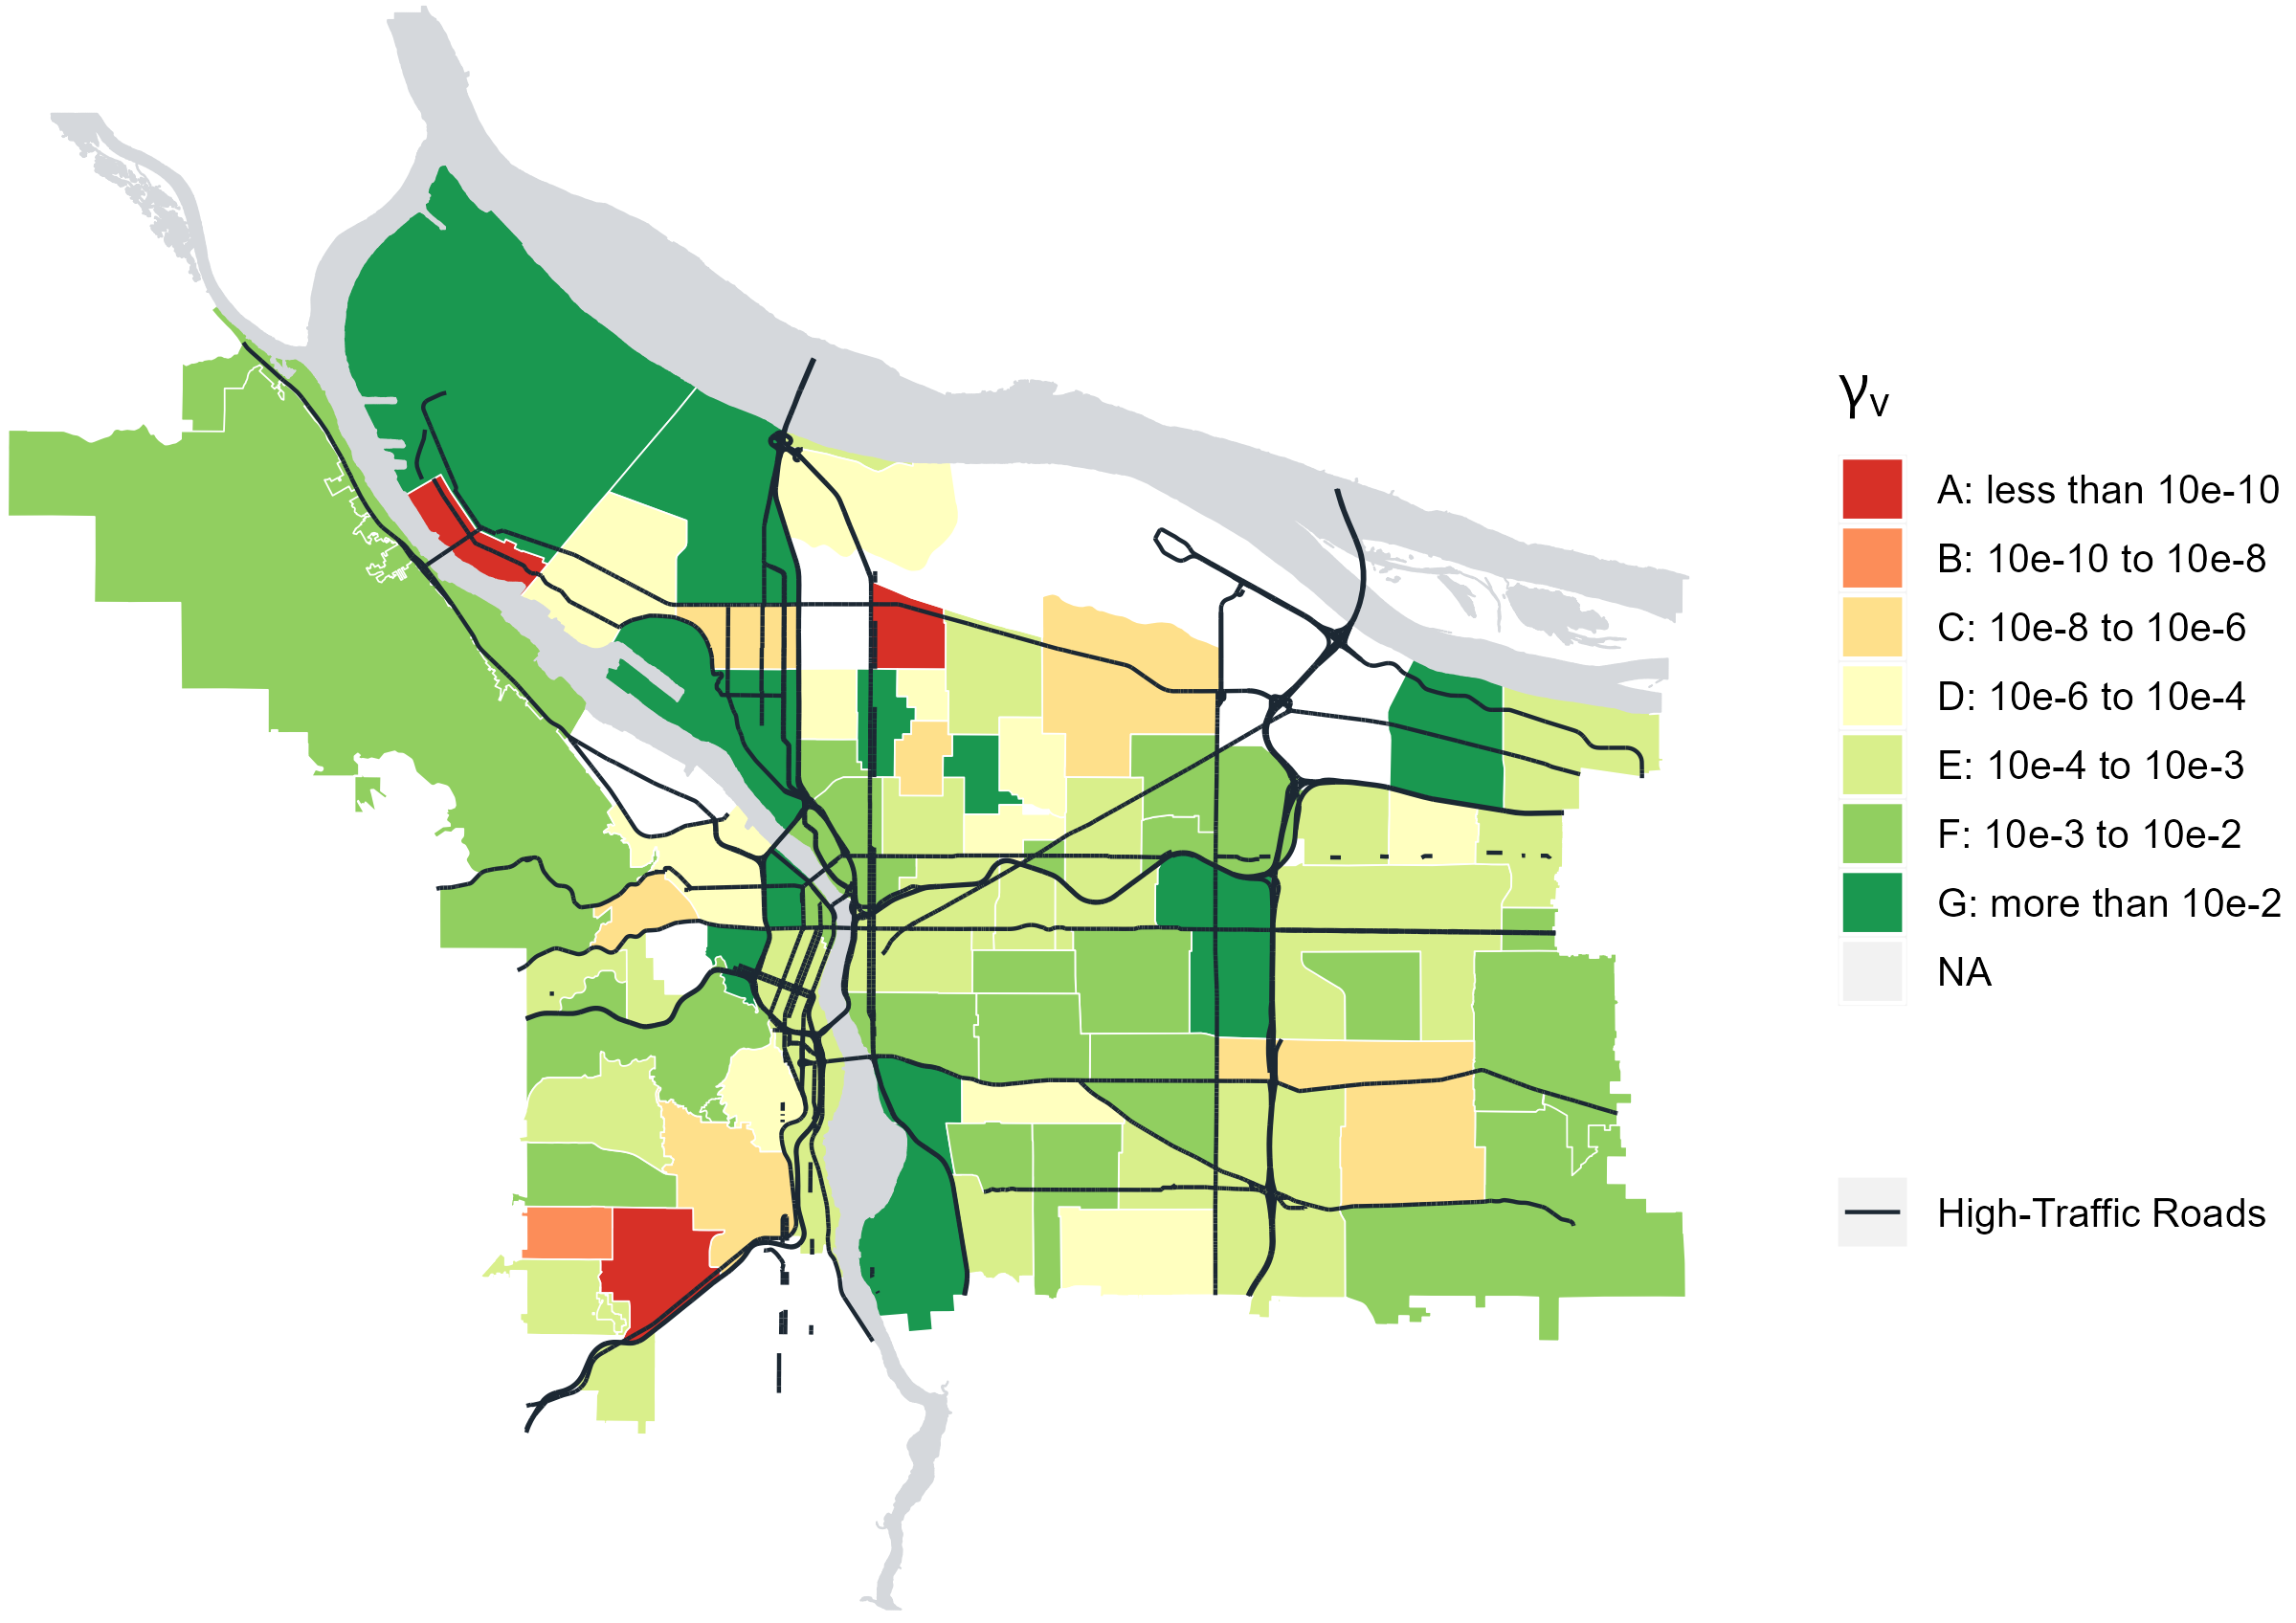 γv
A: less than 10e-10
B: 10e-10 to 10e-8
C: 10e-8 to 10e-6
D: 10e-6 to 10e-4
E: 10e-4 to 10e-3
F: 10e-3 to 10e-2
G: more than 10e-2
NA
High-Traffic Roads